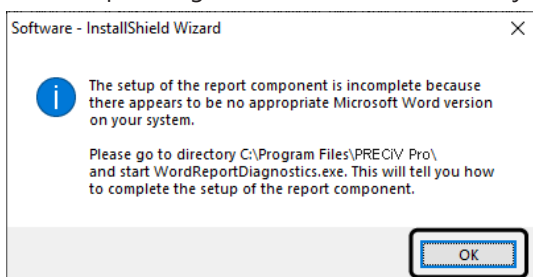 Software - InstallShield Wizard
The setup of the report component is incomplete because
there appears to be no appropriate Microsoft Word version
on your system.
Please go to directory C:\Program Files\PRECiV Pro\
and start WordReportDiagnostics.exe. This will tell you how
to complete the setup of the report component.
OK